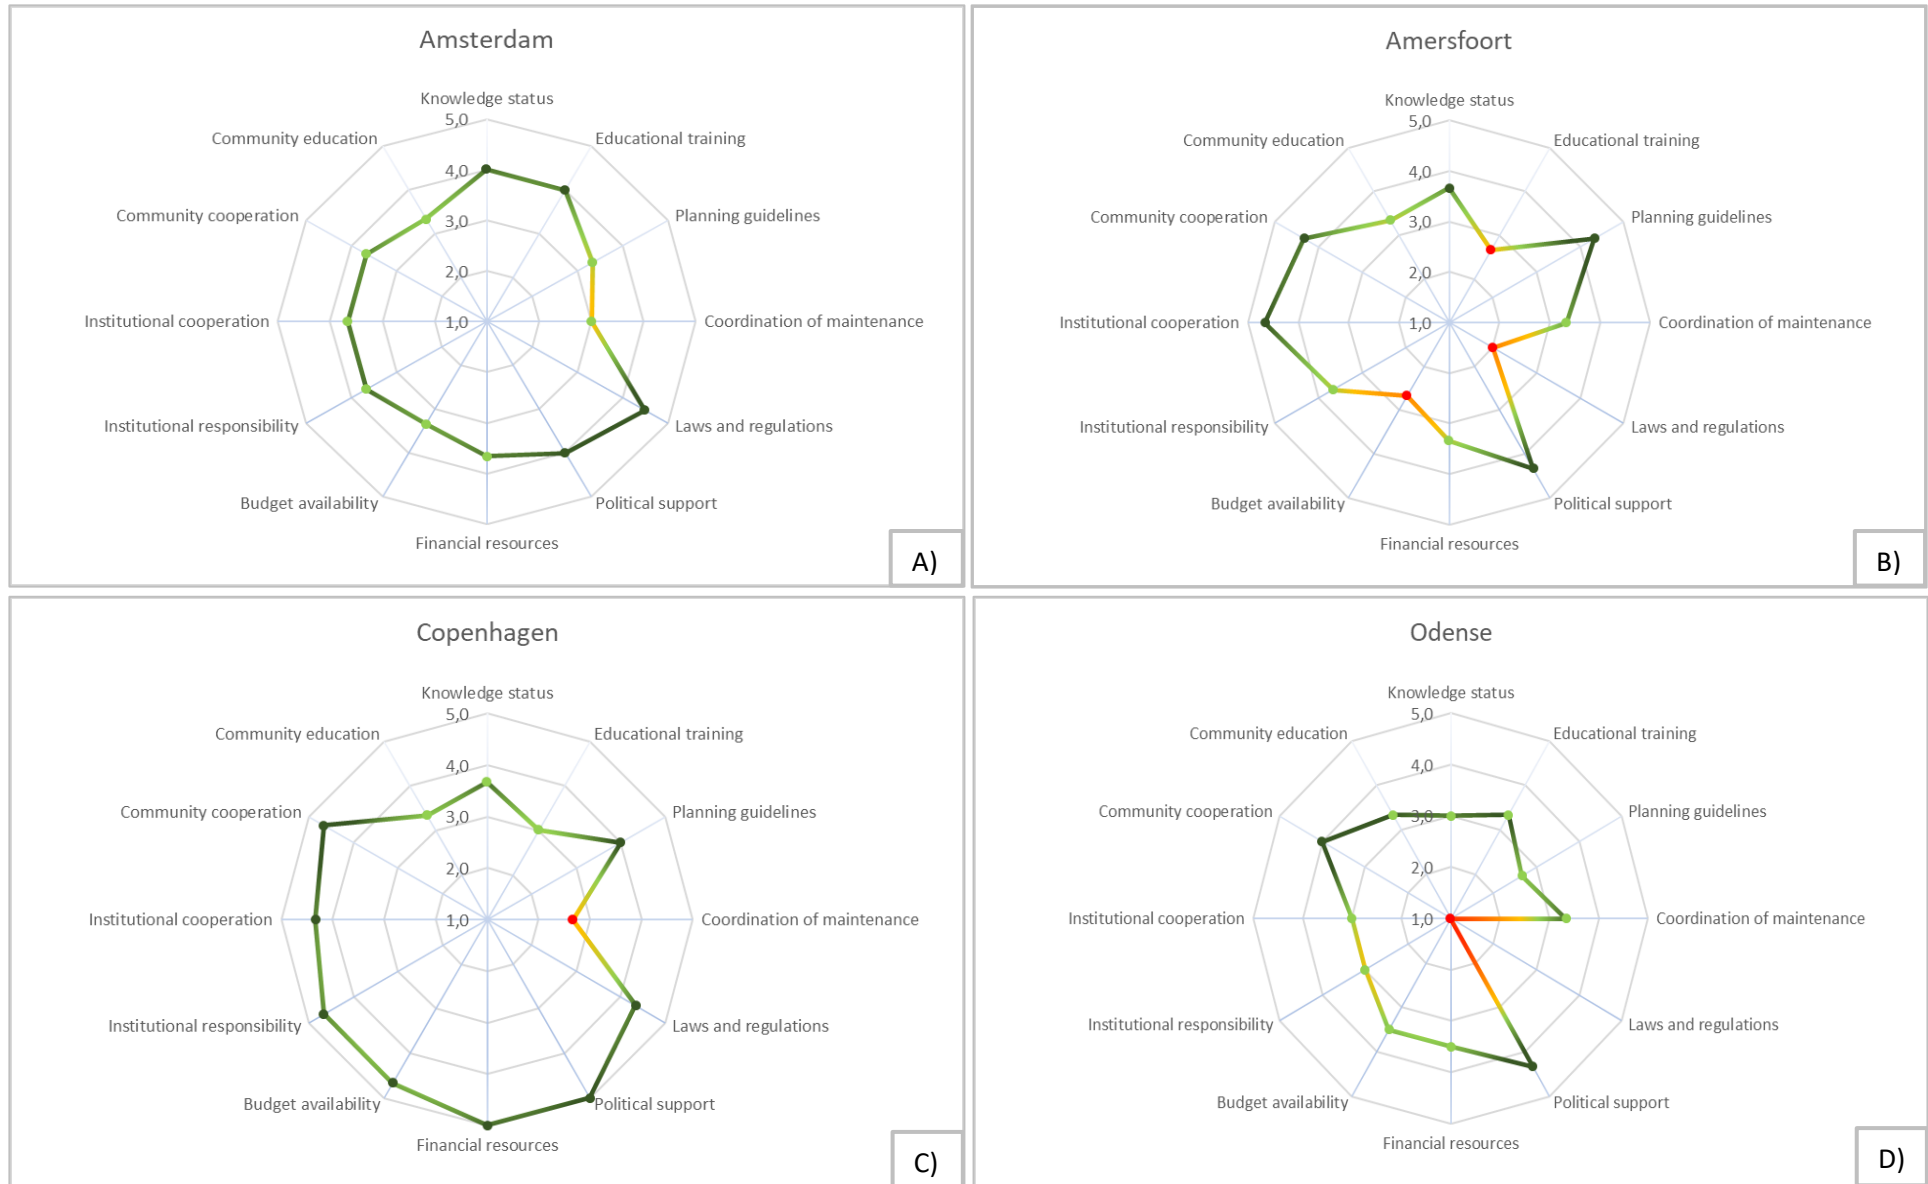 Amsterdam
Knowledge status
5,0
Community education
Educational training
4,0
Community cooperation
Planning guidelines
3,0
2,0
Institutional cooperation
1,0
Coordination of maintenance
Institutional responsibility
Laws and regulations
Budget availability
Political support
Financial resources
A)
Amersfoort
Knowledge status
5,0
Community education
Educational training
4,0
Community cooperation
Planning guidelines
3,0
2,0
Institutional cooperation
1,0
Coordination of maintenance
Institutional responsibility
Laws and regulations
Budget availability
Political support
Financial resources
B)
Copenhagen
Knowledge status
5,0
Community education
Educational training
4,0
Community cooperation
Planning guidelines
3,0
2,0
Institutional cooperation
1,0
Coordination of maintenance
Institutional responsibility
Laws and regulations
Budget availability
Political support
Financial resources
C)
Odense
Knowledge status
5,0
Community education
Educational training
4,0
Community cooperation
Planning guidelines
3,0
2,0
Institutional cooperation
1,0
Coordination of maintenance
Institutional responsibility
Laws and regulations
Budget availability
Political support
Financial resources
D)